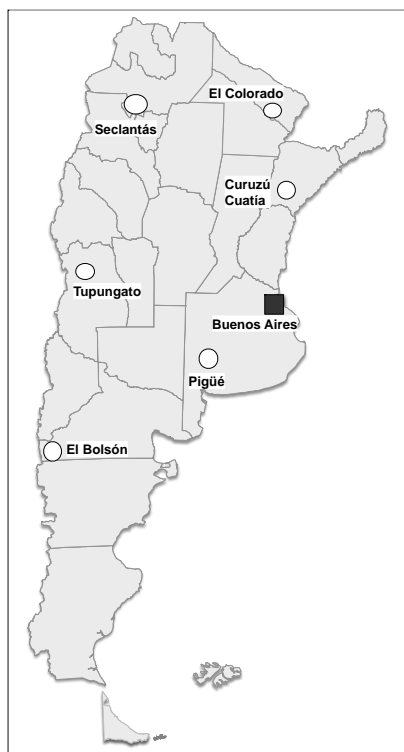 El Colorado
Seclantás
Curuzú
Cuatía
Tupungato
Buenos Aires
Pigüé
El Bolsón